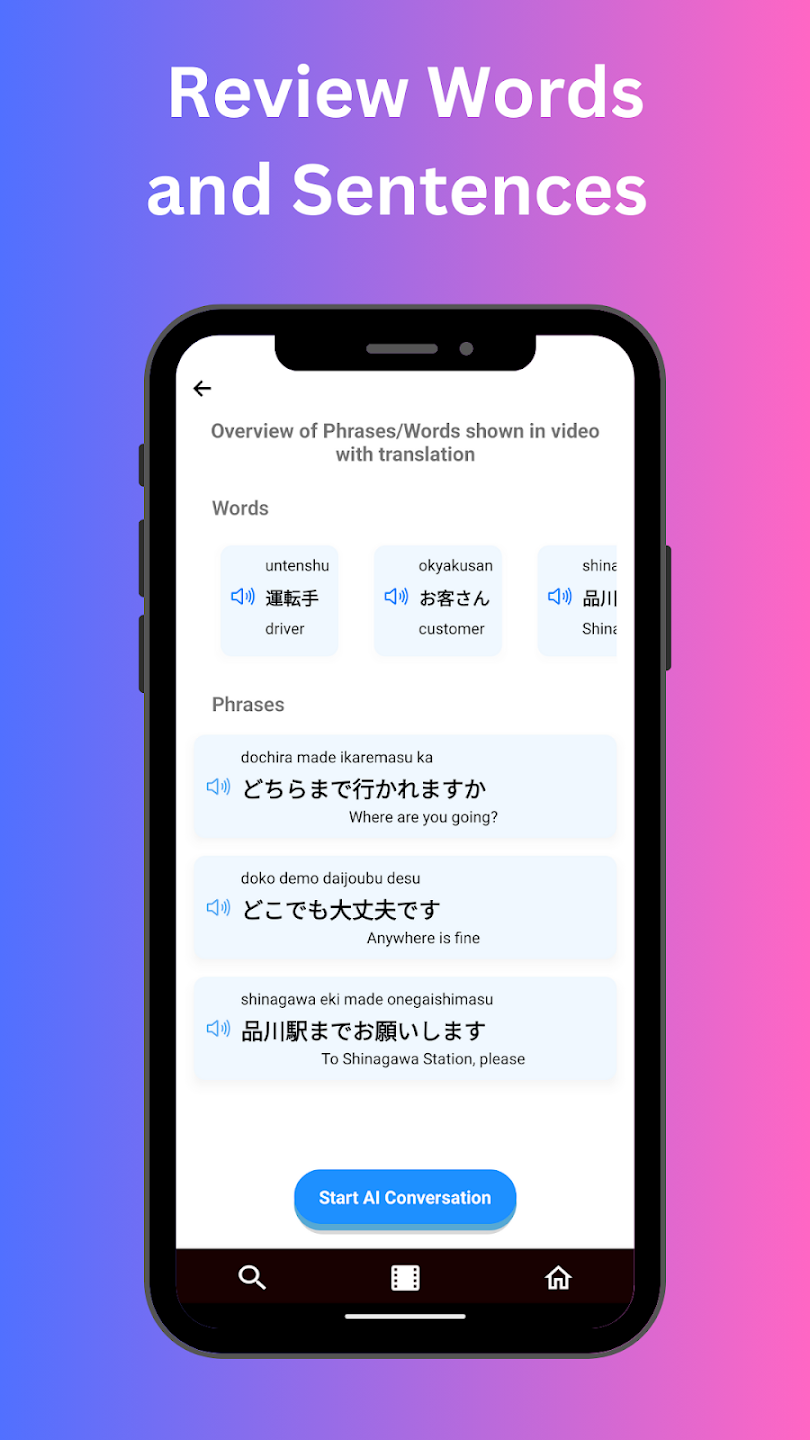 Review Words
and Sentences
Overview of Phrases/Words shown in video
with translation
Words
untenshu
運転手
driver
okyakusan
お客さん
customer
shina
品川
Shina
Phrases
dochira made ikaremasu ka
どちらまで行かれますか
Where are you going?
doko demo daijoubu desu
どこでも大丈夫です
Anywhere is fine
shinagawa eki made onegaishimasu
品川駅までお願いします
To Shinagawa Station, please
Start AI Conversation